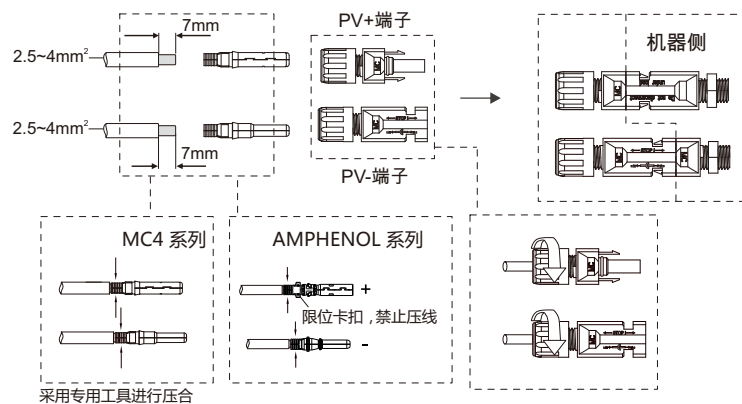 7mm
PV+端子
机器侧
2.5~4mm²
2.5~4mm²
7mm
PV-端子
MC4 系列
AMPHENOL 系列
+
限位卡扣，禁止压线
-
采用专用工具进行压合